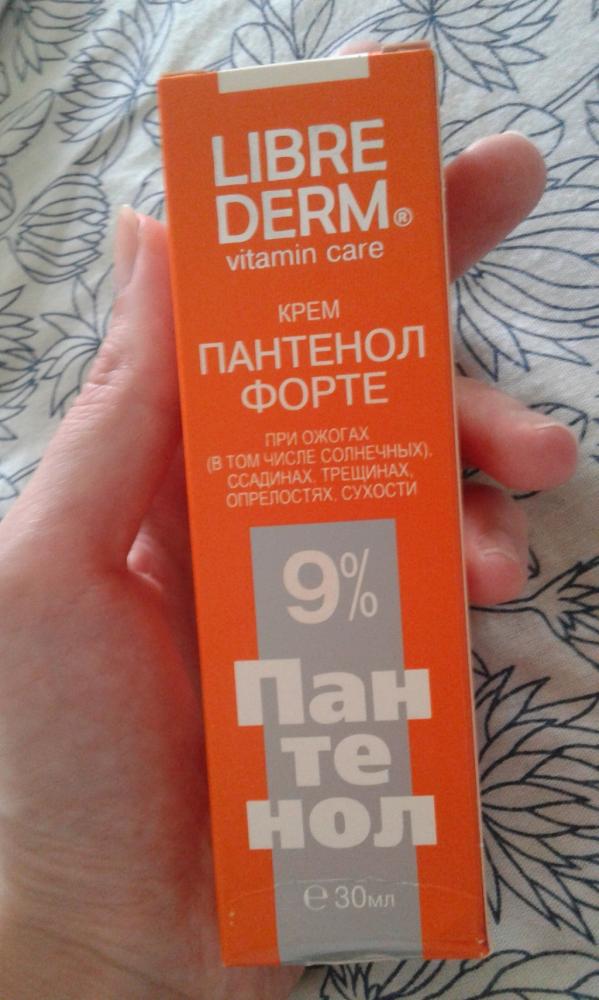 LIBRE
DERM®
vitamin care
КРЕМ
ПАНТЕНОЛ
ФОРТЕ
ПРИ ОЖОГАХ
(В ТОМ ЧИСЛЕ СОЛНЕЧНЫХ),
ССАДИНАХ, ТРЕЩИНАХ,
ОПРЕЛОСТЯХ, СУХОСТИ
9%
Пан
те
нол
℮ 30мл